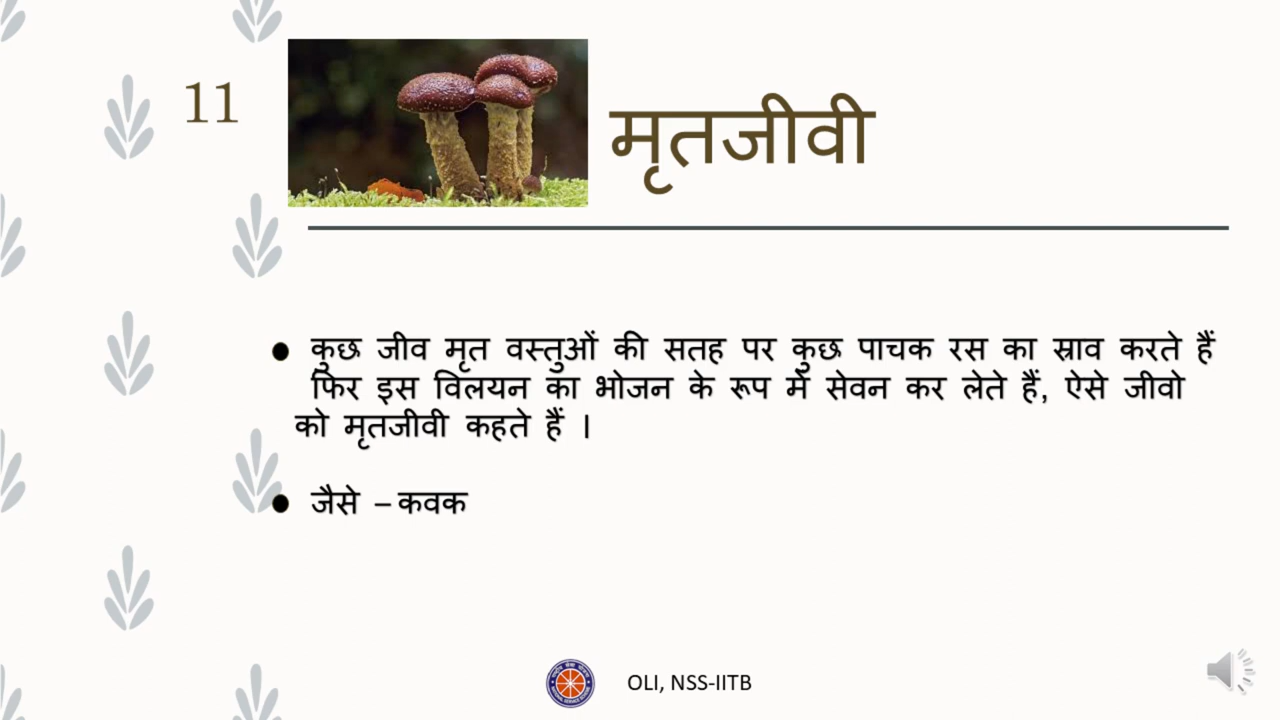 11
मृतजीवी
● कुछ जीव मृत वस्तुओं की सतह पर कुछ पाचक रस का स्राव करते हैं
फिर इस विलयन का भोजन के रूप में सेवन कर लेते हैं, ऐसे जीवो
को मृतजीवी कहते हैं ।
● जैसे – कवक
OLI, NSS-IITB